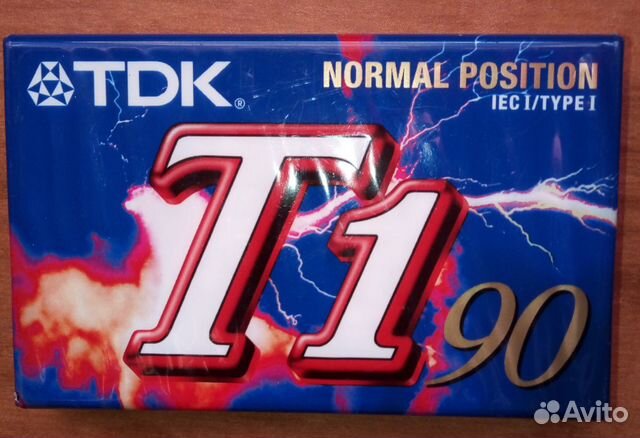 TDK®
NORMAL POSITION
IEC I/TYPE I
T1
90
Avito